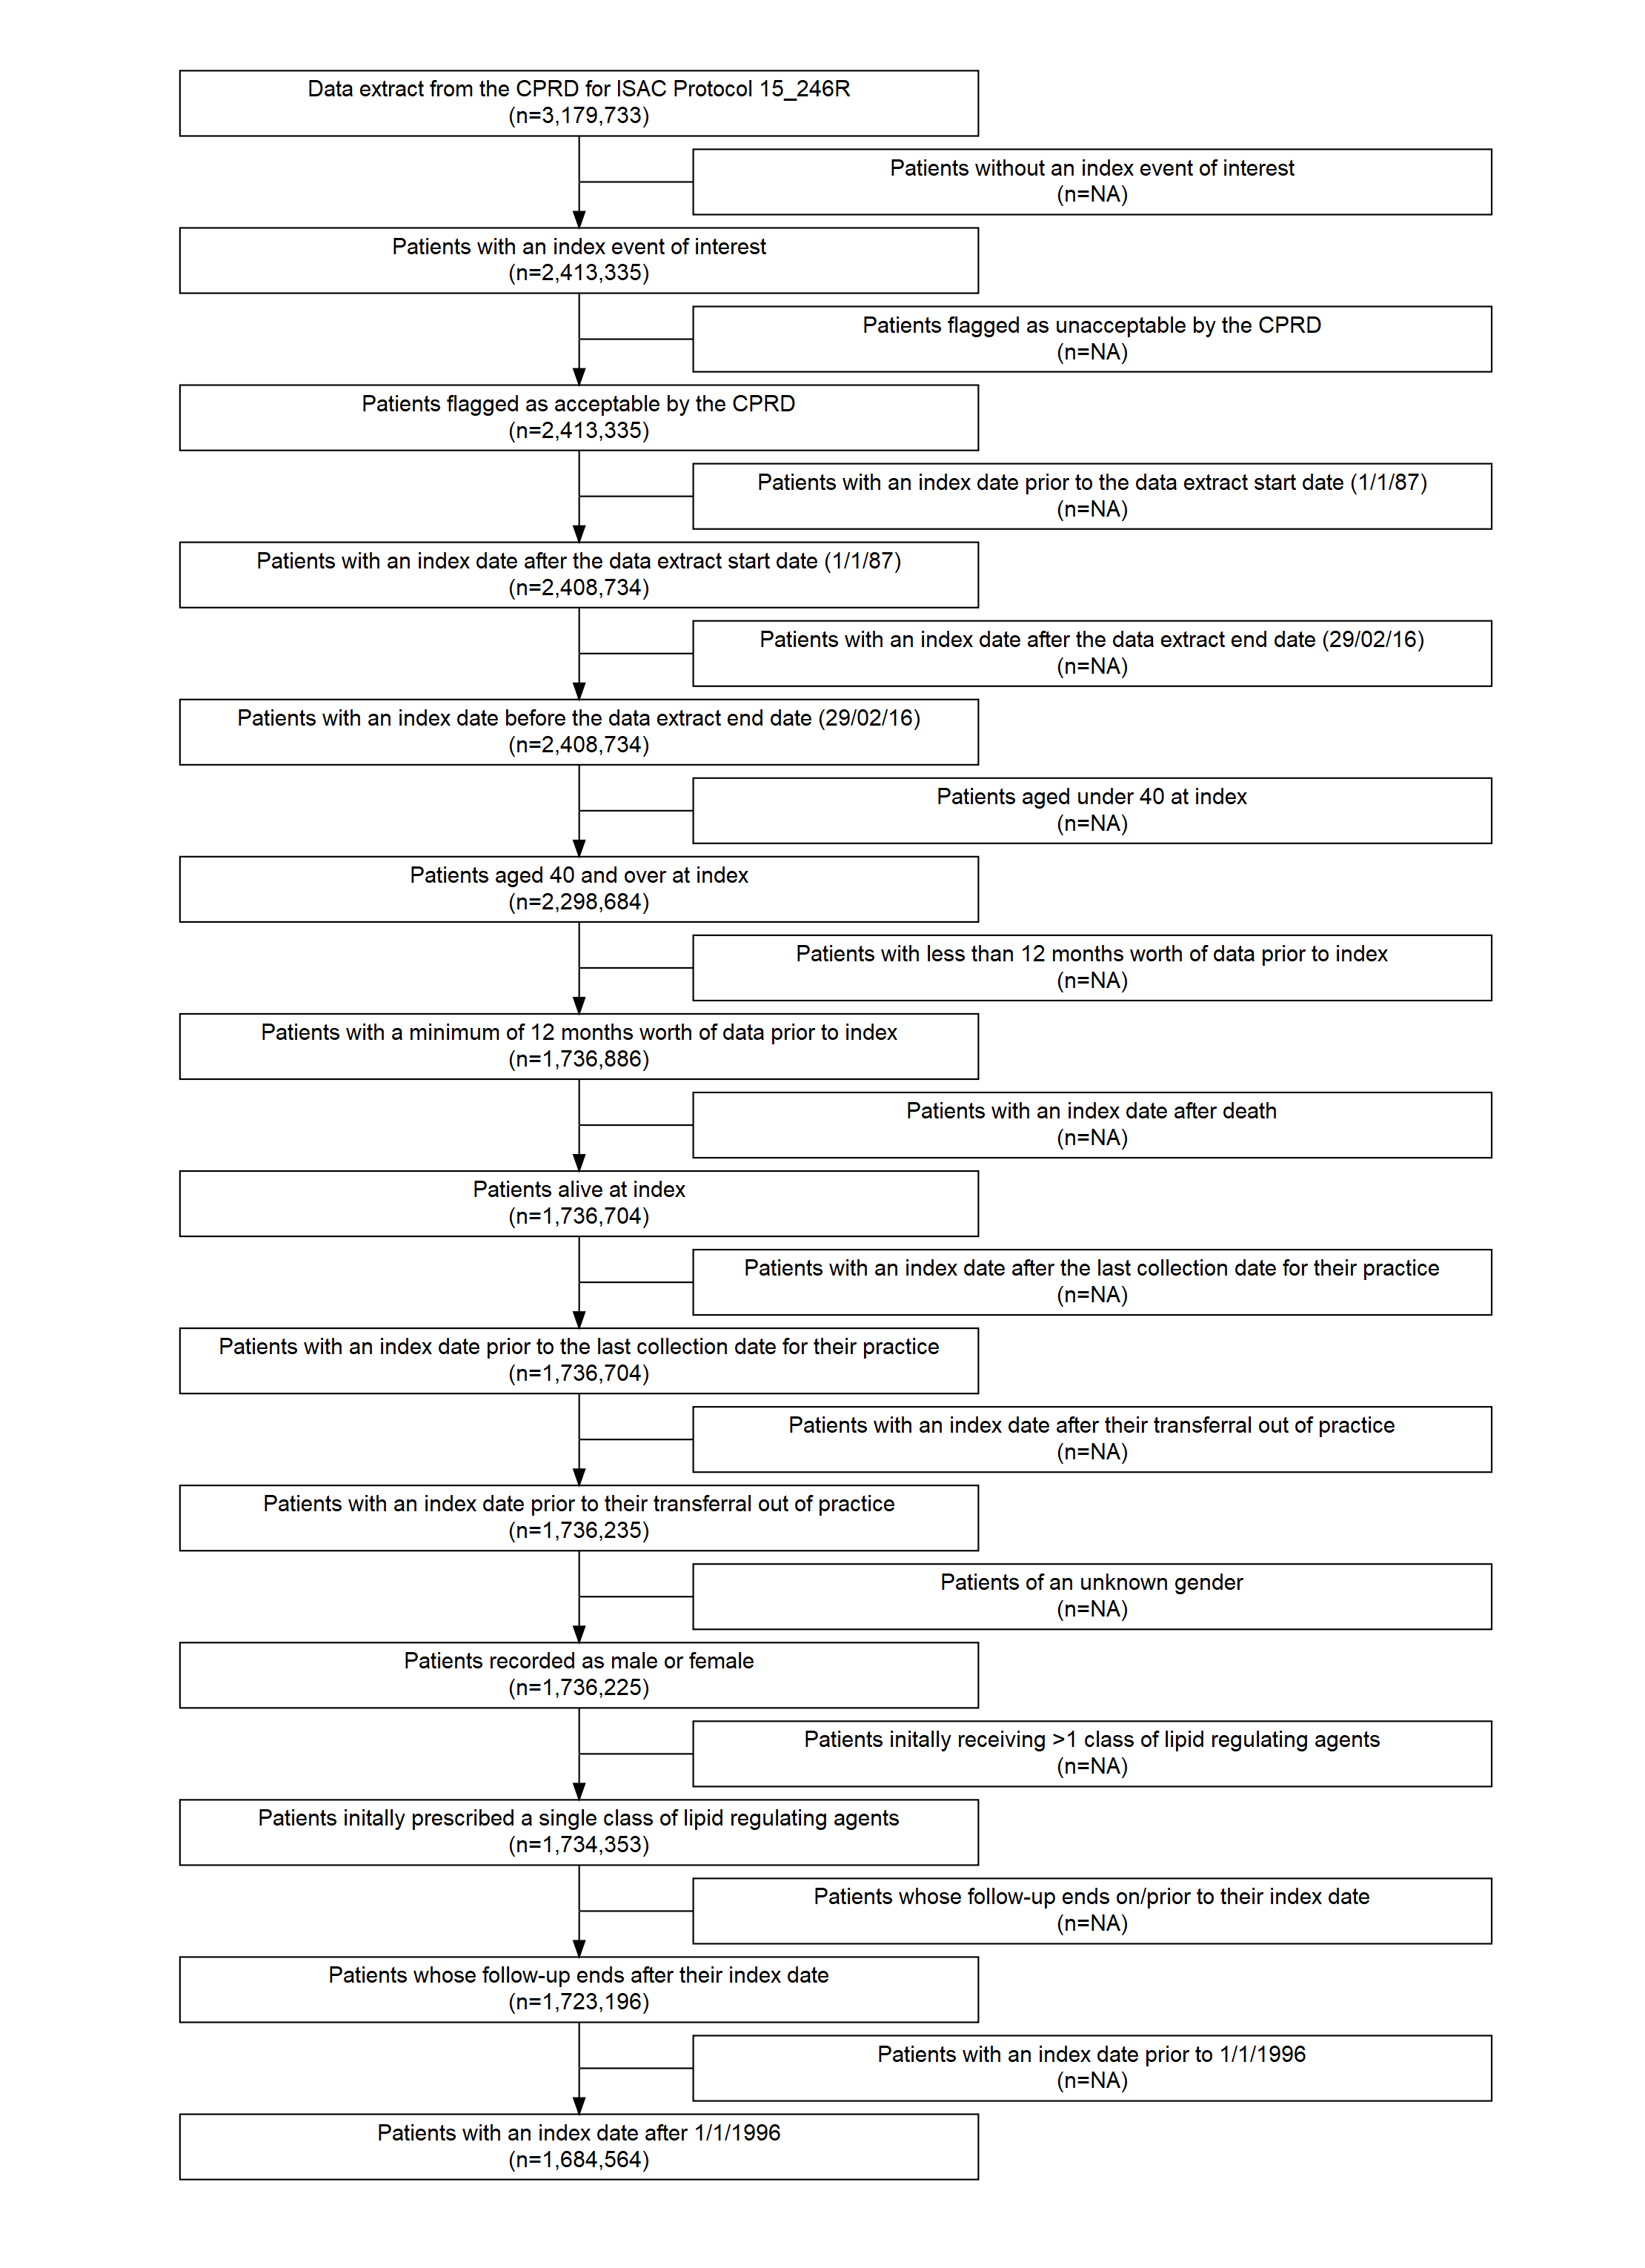 Data extract from the CPRD for ISAC Protocol 15_246R
(n=3,179,733)
Patients without an index event of interest
(n=NA)
Patients with an index event of interest
(n=2,413,335)
Patients flagged as unacceptable by the CPRD
(n=NA)
Patients flagged as acceptable by the CPRD
(n=2,413,335)
Patients with an index date prior to the data extract start date (1/1/87)
(n=NA)
Patients with an index date after the data extract start date (1/1/87)
(n=2,408,734)
Patients with an index date after the data extract end date (29/02/16)
(n=NA)
Patients with an index date before the data extract end date (29/02/16)
(n=2,408,734)
Patients aged under 40 at index
(n=NA)
Patients aged 40 and over at index
(n=2,298,684)
Patients with less than 12 months worth of data prior to index
(n=NA)
Patients with a minimum of 12 months worth of data prior to index
(n=1,736,886)
Patients with an index date after death
(n=NA)
Patients alive at index
(n=1,736,704)
Patients with an index date after the last collection date for their practice
(n=NA)
Patients with an index date prior to the last collection date for their practice
(n=1,736,704)
Patients with an index date after their transferral out of practice
(n=NA)
Patients with an index date prior to their transferral out of practice
(n=1,736,235)
Patients of an unknown gender
(n=NA)
Patients recorded as male or female
(n=1,736,225)
Patients initally receiving >1 class of lipid regulating agents
(n=NA)
Patients initally prescribed a single class of lipid regulating agents
(n=1,734,353)
Patients whose follow-up ends on/prior to their index date
(n=NA)
Patients whose follow-up ends after their index date
(n=1,723,196)
Patients with an index date prior to 1/1/1996
(n=NA)
Patients with an index date after 1/1/1996
(n=1,684,564)